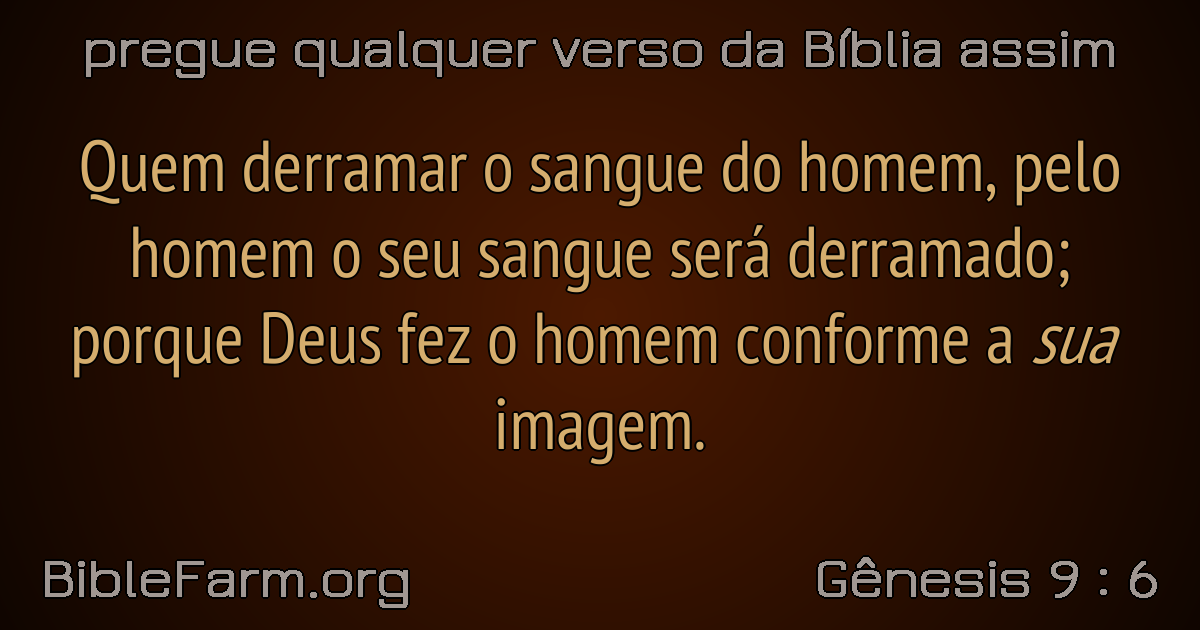 pregue qualquer verso da Bíblia assim
Quem derramar o sangue do homem, pelo
homem o seu sangue será derramado;
porque Deus fez o homem conforme a sua
imagem.
BibleFarm.org
Gênesis 9 : 6